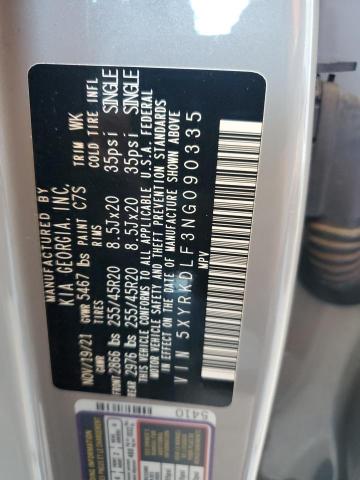 MANUFACTURED BY
KIA GEORGIA, INC.
NOV/19/21 GVWR 5467 lbs PAINT C7S TRIM WK
GWR TIRES RIMS COLD TIRE INFL
FRONT 2866 lbs 255/45R20 8.5Jx20 35psi SINGLE
REAR 2976 lbs 255/45R20 8.5Jx20 35psi SINGLE
THIS VEHICLE CONFORMS TO ALL APPLICABLE U.S.A. FEDERAL
MOTOR VEHICLE SAFETY AND THEFT PREVENTION
STANDARDS IN EFFECT ON THE DATE OF MANUFACTURE SHOWN ABOVE
VIN 5XYRKDLF3NG090335
MPV
5410